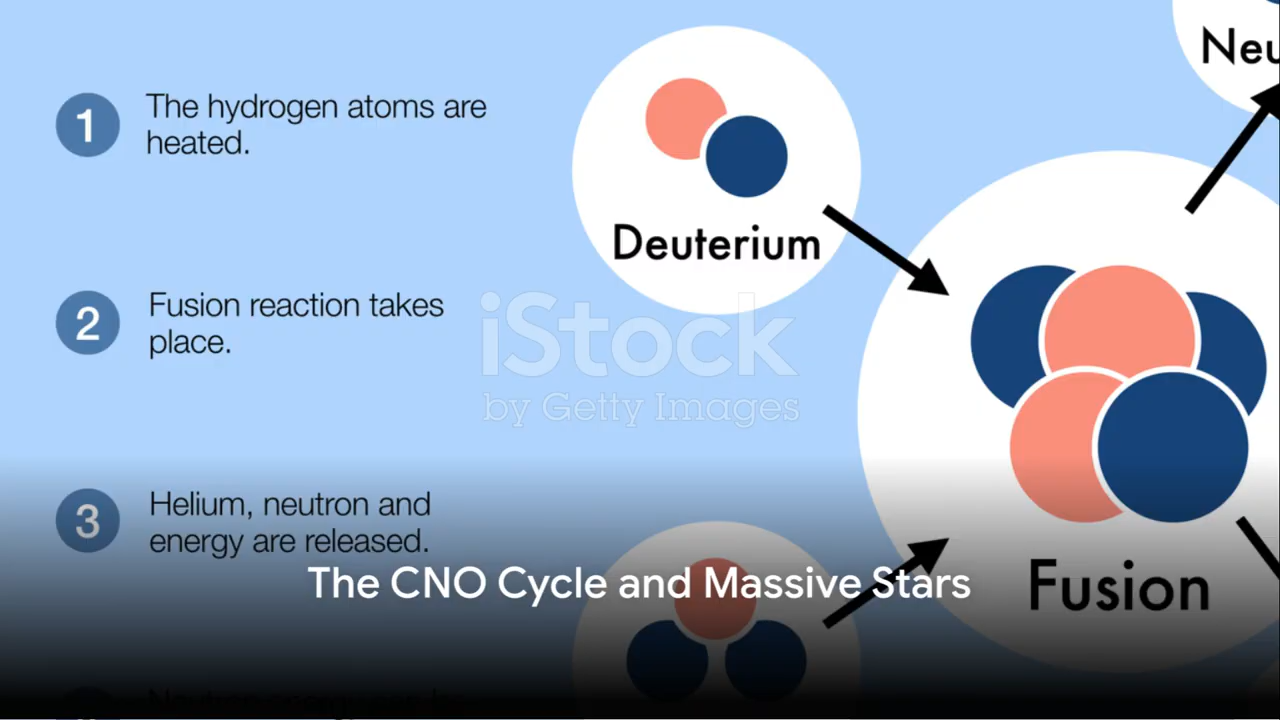 1
The hydrogen atoms are
heated.
2
Fusion reaction takes
place.
3
Helium, neutron and
energy are released.
Deuterium
Neu
Fusion
iStock
by Getty Images
The CNO Cycle and Massive Stars